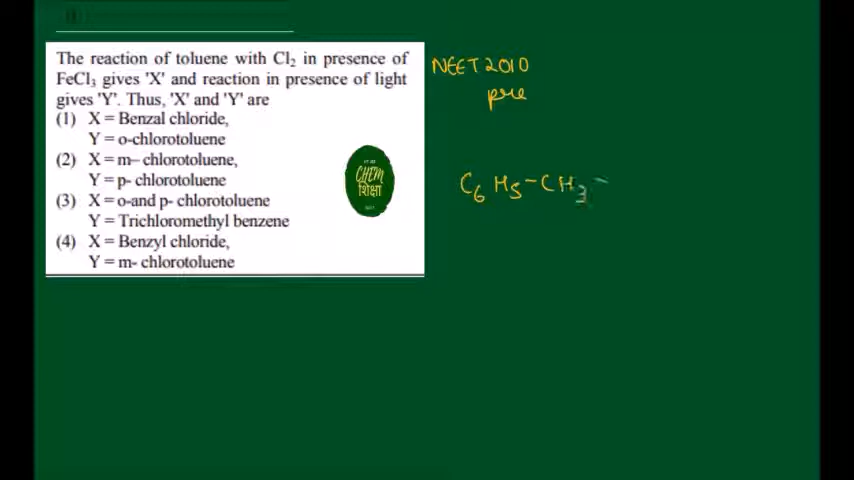 The reaction of toluene with Cl₂ in presence of
FeCl₃ gives 'X' and reaction in presence of light
gives 'Y'. Thus, 'X' and 'Y' are
(1) X = Benzal chloride,
Y = o-chlorotoluene
(2) X = m– chlorotoluene,
Y = p- chlorotoluene
(3) X = o-and p- chlorotoluene
Y = Trichloromethyl benzene
(4) X = Benzyl chloride,
Y = m- chlorotoluene
CHEM
शिक्षा
NEET 2010
pre
C₆H₅-CH₃